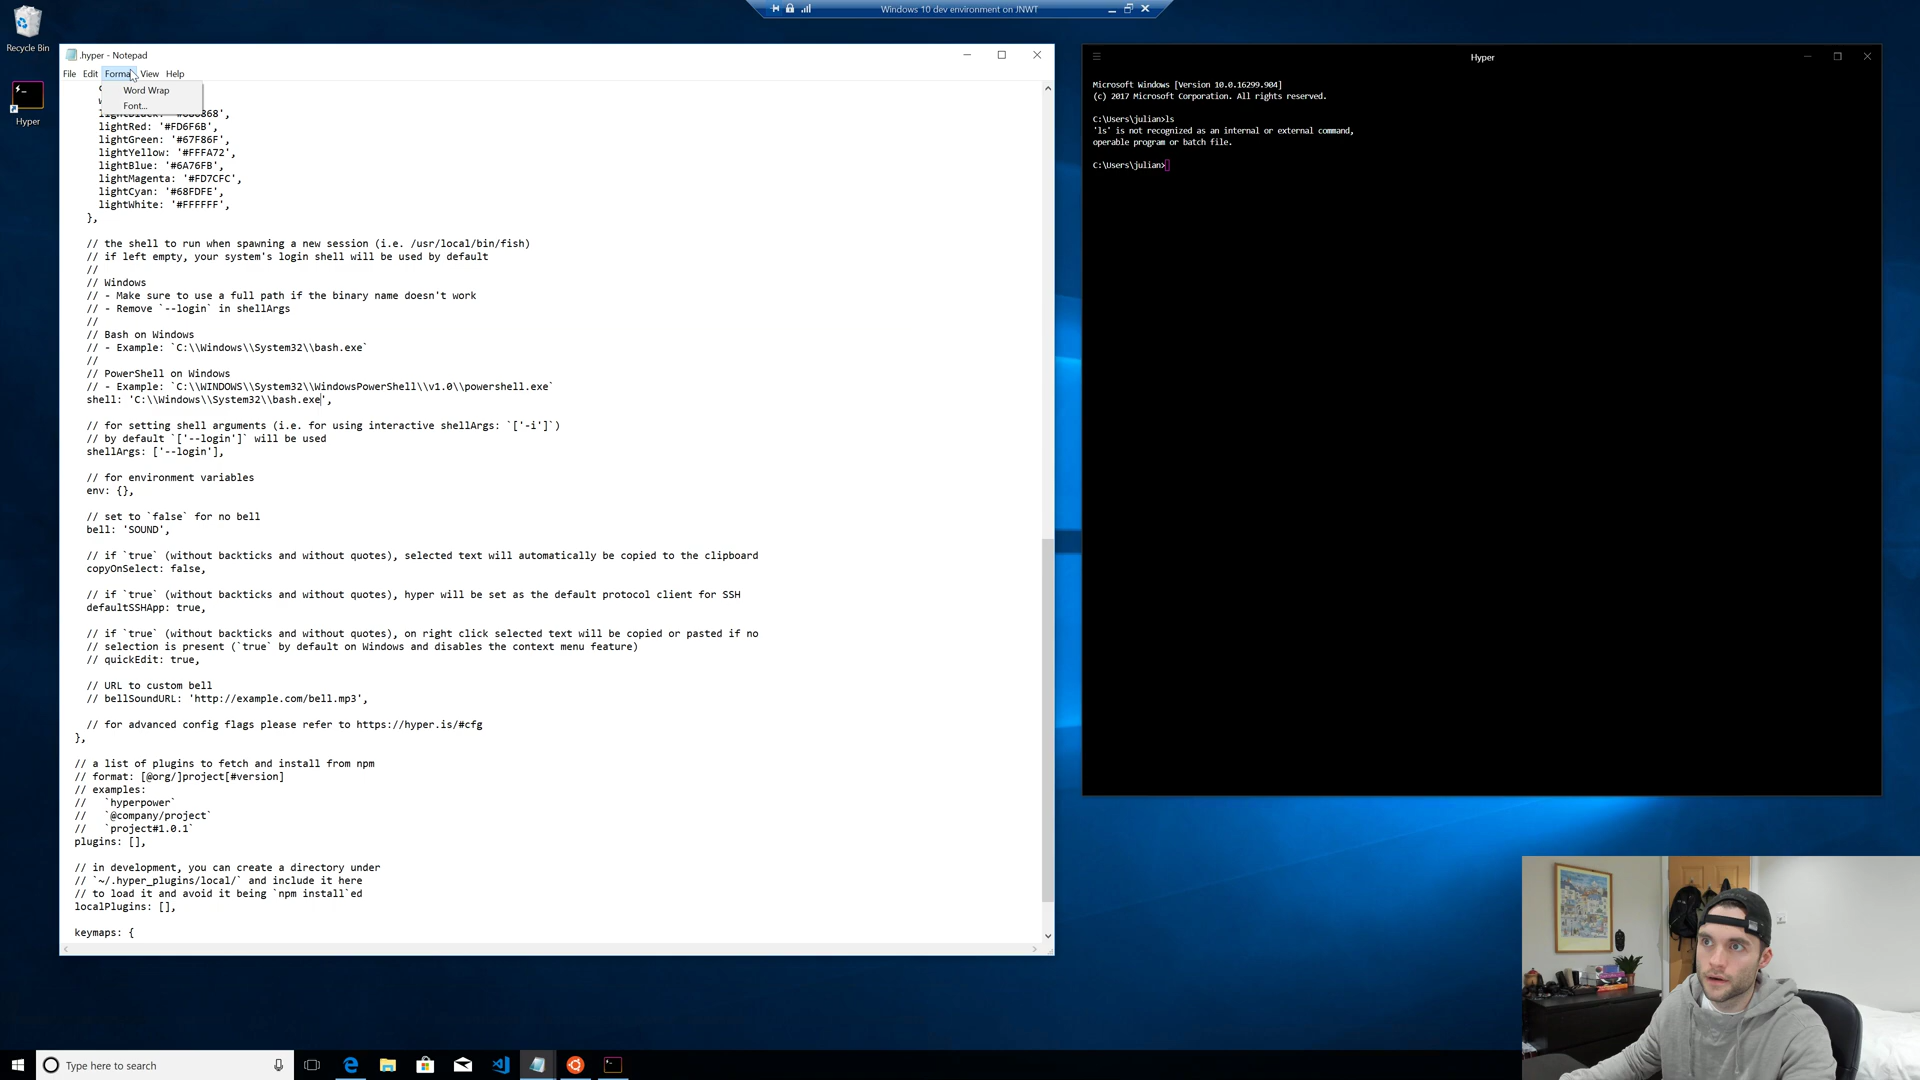 Windows 10 dev environment on JNWT
Recycle Bin
Hyper
.hyper - Notepad
File Edit Format View Help
Word Wrap
Font...
lightRed: '#FD6F6B',
lightGreen: '#67F86F',
lightYellow: '#FFFA72',
lightBlue: '#6A76FB',
lightMagenta: '#FD7CFC',
lightCyan: '#68FDFE',
lightWhite: '#FFFFFF',
},
// the shell to run when spawning a new session (i.e. /usr/local/bin/fish)
// if left empty, your system's login shell will be used by default
//
// Windows
// - Make sure to use a full path if the binary name doesn't work
// - Remove `--login` in shellArgs
//
// Bash on Windows
// - Example: `C:\\Windows\\System32\\bash.exe`
//
// PowerShell on Windows
// - Example: `C:\\WINDOWS\\System32\\WindowsPowerShell\\v1.0\\powershell.exe`
shell: 'C:\\Windows\\System32\\bash.exe',
// for setting shell arguments (i.e. for using interactive shellArgs: `['-i']`)
// by default `['--login']` will be used
shellArgs: ['--login'],
// for environment variables
env: {},
// set to `false` for no bell
bell: 'SOUND',
// if `true` (without backticks and without quotes), selected text will automatically be copied to the clipboard
copyOnSelect: false,
// if `true` (without backticks and without quotes), hyper will be set as the default protocol client for SSH
defaultSSHApp: true,
// if `true` (without backticks and without quotes), on right click selected text will be copied or pasted if no
// selection is present (`true` by default on Windows and disables the context menu feature)
// quickEdit: true,
// URL to custom bell
// bellSoundURL: 'http://example.com/bell.mp3',
// for advanced config flags please refer to https://hyper.is/#cfg
},
// a list of plugins to fetch and install from npm
// format: [@org/]project[#version]
// examples:
// `hyperpower`
// `@company/project`
// `project#1.0.1`
plugins: [],
// in development, you can create a directory under
// `~/.hyper_plugins/local/` and include it here
// to load it and avoid it being `npm install`ed
localPlugins: [],
keymaps: {
Hyper
Microsoft Windows [Version 10.0.16299.904]
(c) 2017 Microsoft Corporation. All rights reserved.
C:\Users\julian>ls
'ls' is not recognized as an internal or external command,
operable program or batch file.
C:\Users\julian>
Type here to search